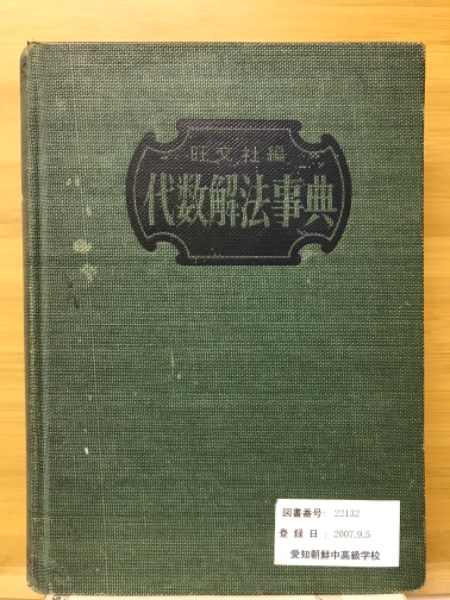 旺文社編
代数解法事典
図書番号: 22132
登録日: 2007.9.5
愛知朝鮮中高級学校